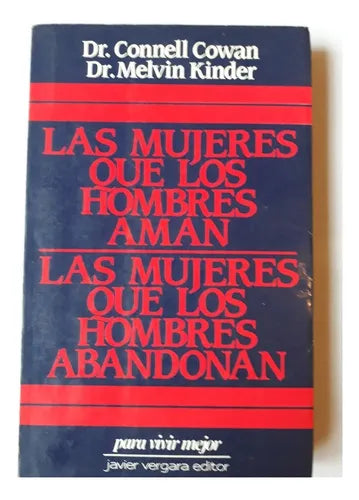 Dr. Connell Cowan
Dr. Melvin Kinder
LAS MUJERES
QUE LOS
HOMBRES
AMAN
LAS MUJERES
QUE LOS
HOMBRES
ABANDONAN
para vivir mejor
javier vergara editor